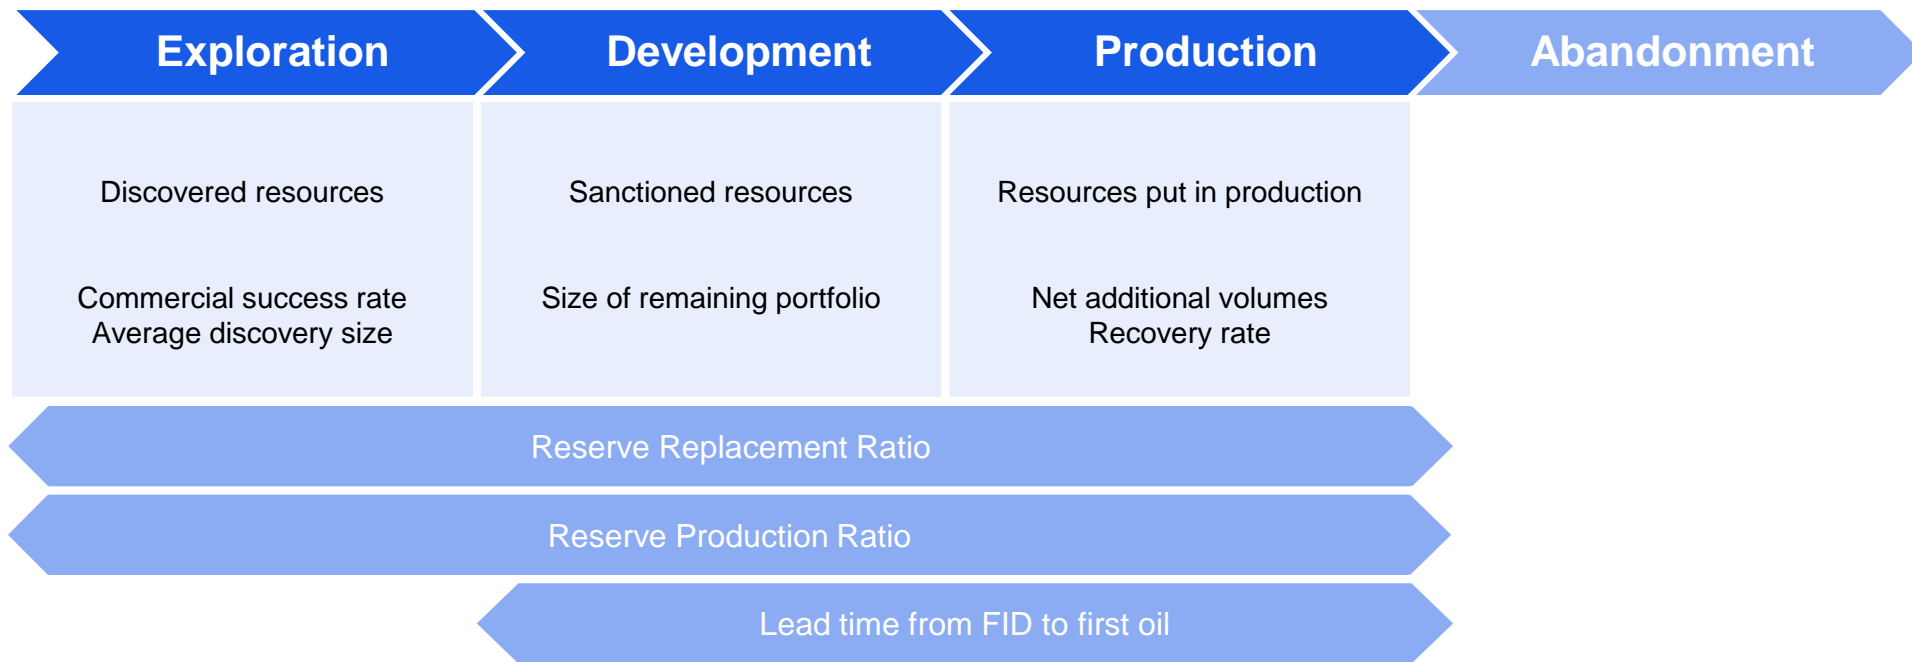 Exploration
Development
Production
Abandonment
Discovered resources
Commercial success rate
Average discovery size
Sanctioned resources
Size of remaining portfolio
Resources put in production
Net additional volumes
Recovery rate
Reserve Replacement Ratio
Reserve Production Ratio
Lead time from FID to first oil